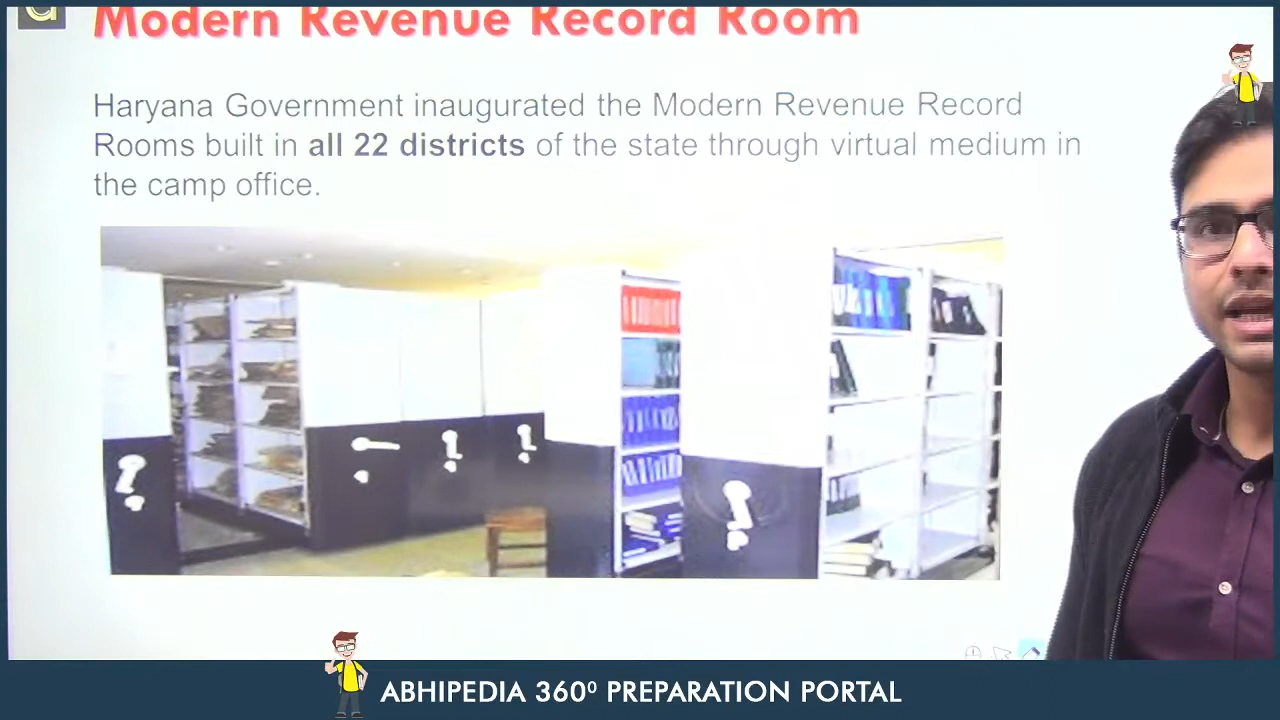 Modern Revenue Record Room
Haryana Government inaugurated the Modern Revenue Record
Rooms built in all 22 districts of the state through virtual medium in
the camp office.
ABHIPEDIA 360⁰ PREPARATION PORTAL